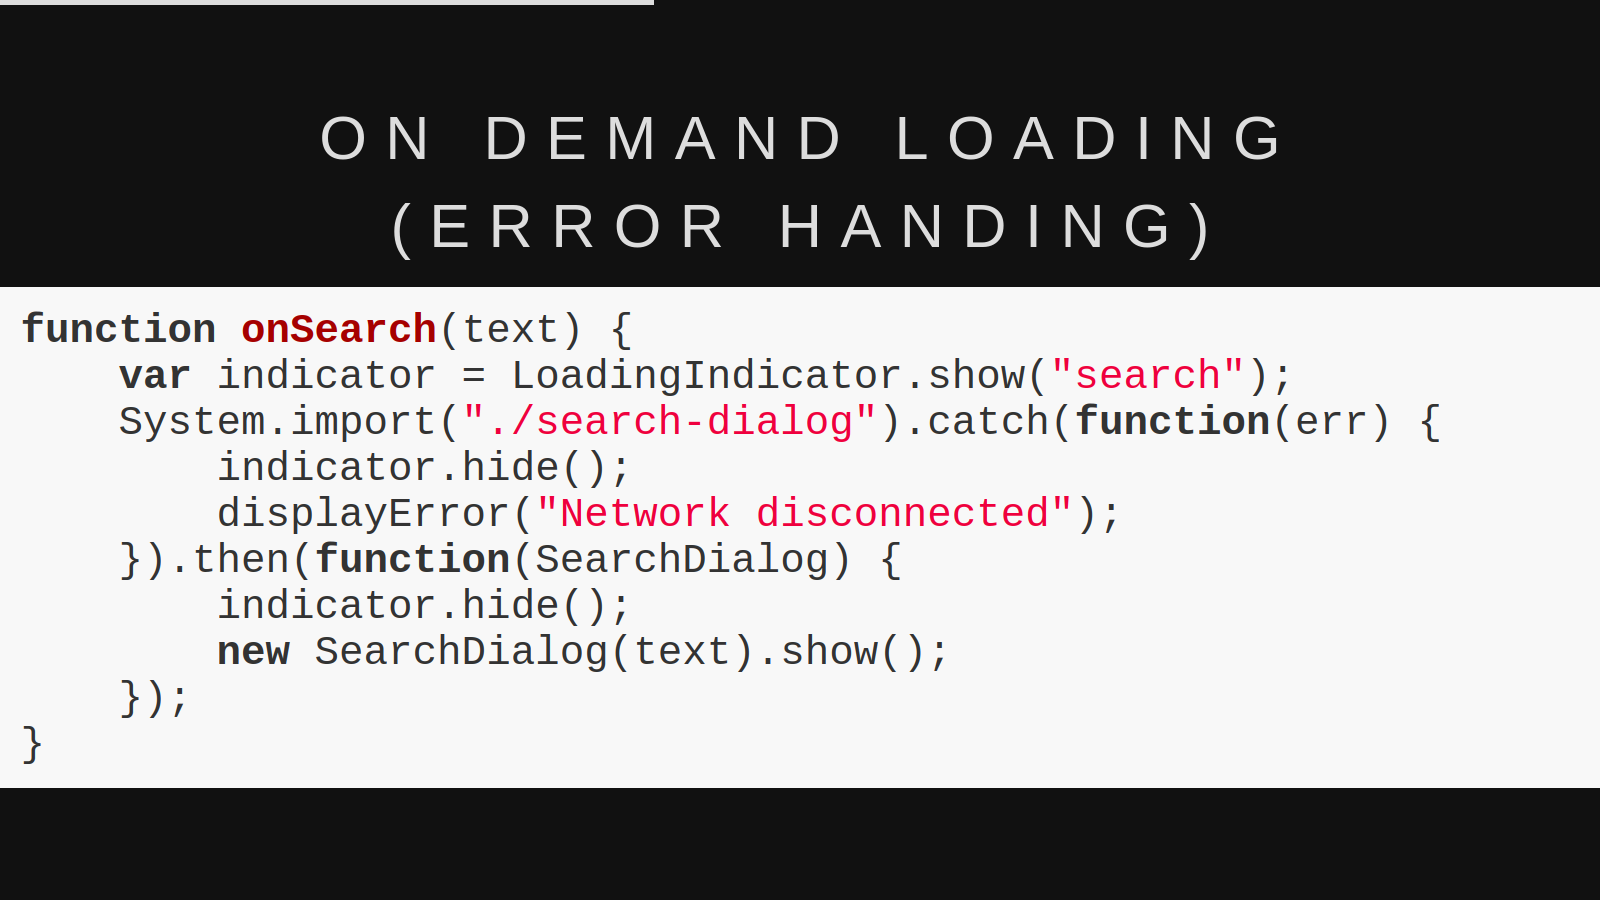 ON DEMAND LOADING
(ERROR HANDING)
function onSearch(text) {
    var indicator = LoadingIndicator.show("search");
    System.import("./search-dialog").catch(function(err) {
        indicator.hide();
        displayError("Network disconnected");
    }).then(function(SearchDialog) {
        indicator.hide();
        new SearchDialog(text).show();
    });
}